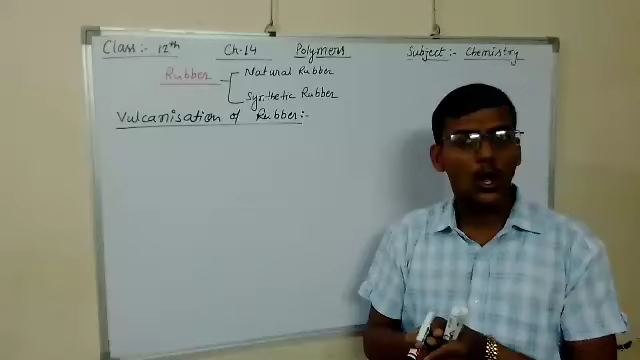 Class:- 12th Ch-14 Polymers Subject:- Chemistry
Rubber Natural Rubber
Synthetic Rubber
Vulcanisation of Rubber:-